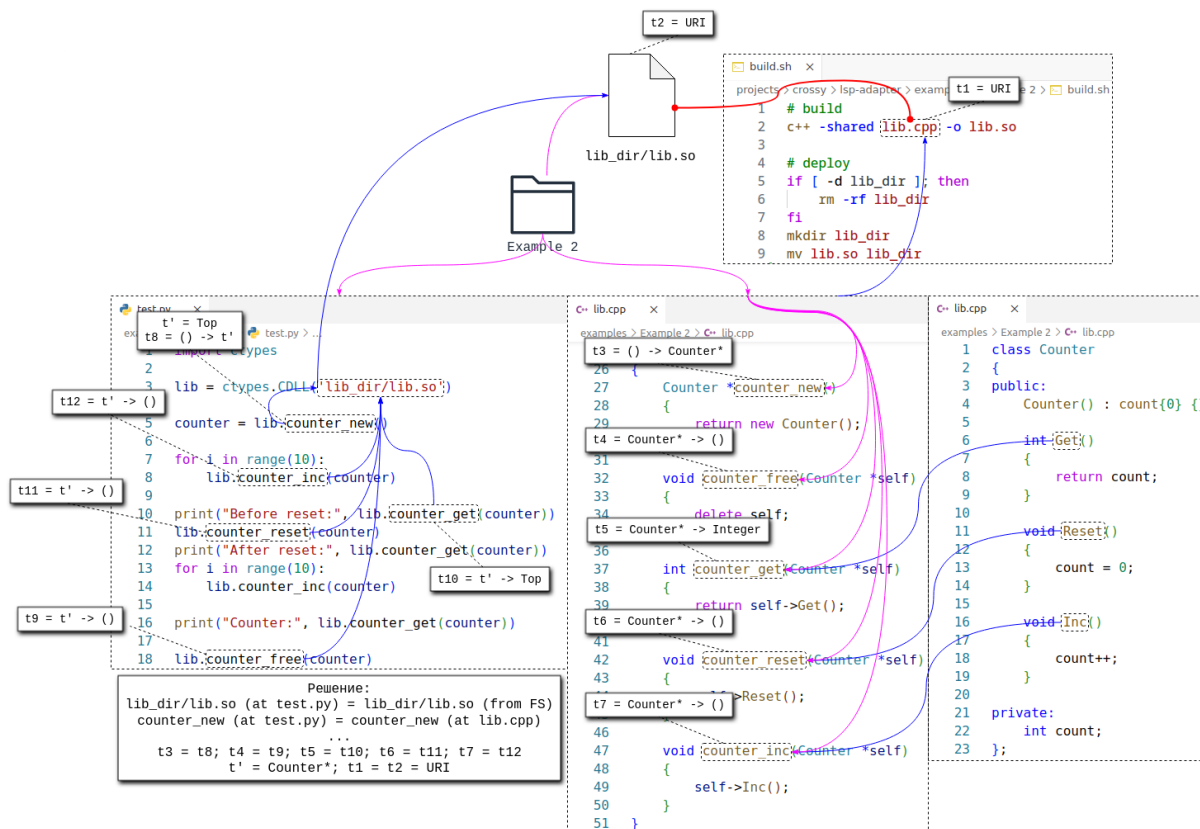 t2 = URI
build.sh ×
projects > crossy > lsp-adapter > 2 > build.sh
t1 = URI
1 # build
2 c++ -shared lib.cpp -o lib.so
3
4 # deploy
5 if [ -d lib_dir ]; then
6 rm -rf lib_dir
7 fi
8 mkdir lib_dir
9 mv lib.so lib_dir
lib_dir/lib.so
Example 2
test.py ×
test.py > ...
t' = Top
t8 = () -> t'
1 import ctypes
2
3 lib = ctypes.CDLL('lib_dir/lib.so')
t12 = t' -> ()
5 counter = lib.counter_new()
6
7 for i in range(10):
8 lib.counter_inc(counter)
t11 = t' -> ()
9
10 print("Before reset:", lib.counter_get(counter))
11 lib.counter_reset(counter)
12 print("After reset:", lib.counter_get(counter))
13 for i in range(10):
14 lib.counter_inc(counter)
t10 = t' -> Top
15
t9 = t' -> ()
16 print("Counter:", lib.counter_get(counter))
17
18 lib.counter_free(counter)
Решение:
lib_dir/lib.so (at test.py) = lib_dir/lib.so (from FS)
counter_new (at test.py) = counter_new (at lib.cpp)
...
t3 = t8; t4 = t9; t5 = t10; t6 = t11; t7 = t12
t' = Counter*; t1 = t2 = URI
lib.cpp ×
examples > Example 2 > lib.cpp
t3 = () -> Counter*
26 {
27 Counter *counter_new()
28 {
29 return new Counter();
t4 = Counter* -> ()
31
32 void counter_free(Counter *self)
33 {
34 delete self;
t5 = Counter* -> Integer
36
37 int counter_get(Counter *self)
38 {
39 return self->Get();
t6 = Counter* -> ()
41
42 void counter_reset(Counter *self)
43 {
>Reset();
t7 = Counter* -> ()
46
47 void counter_inc(Counter *self)
48 {
49 self->Inc();
50 }
51 }
lib.cpp ×
examples > Example 2 > lib.cpp
1 class Counter
2 {
3 public:
4 Counter() : count{0} {
5
6 int Get()
7 {
8 return count;
9 }
10
11 void Reset()
12 {
13 count = 0;
14 }
15
16 void Inc()
17 {
18 count++;
19 }
20
21 private:
22 int count;
23 };